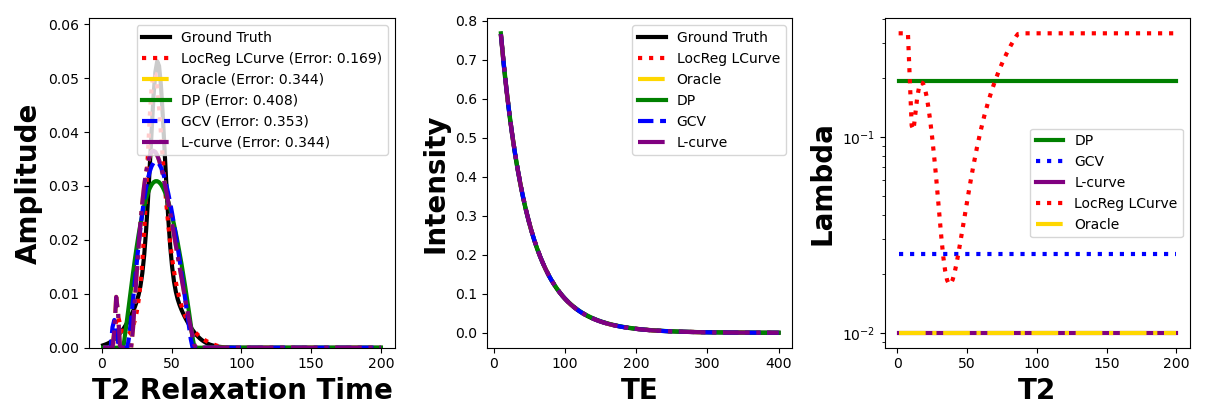 Amplitude
0.06
0.05
0.04
0.03
0.02
0.01
0.00
0
50
100
150
200
T2 Relaxation Time
Ground Truth
LocReg LCurve (Error: 0.169)
Oracle (Error: 0.344)
DP (Error: 0.408)
GCV (Error: 0.353)
L-curve (Error: 0.344)
Intensity
0.8
0.7
0.6
0.5
0.4
0.3
0.2
0.1
0.0
0
100
200
300
400
TE
Ground Truth
LocReg LCurve
Oracle
DP
GCV
L-curve
Lambda
10⁻¹
10⁻²
0
50
100
150
200
T2
DP
GCV
L-curve
LocReg LCurve
Oracle